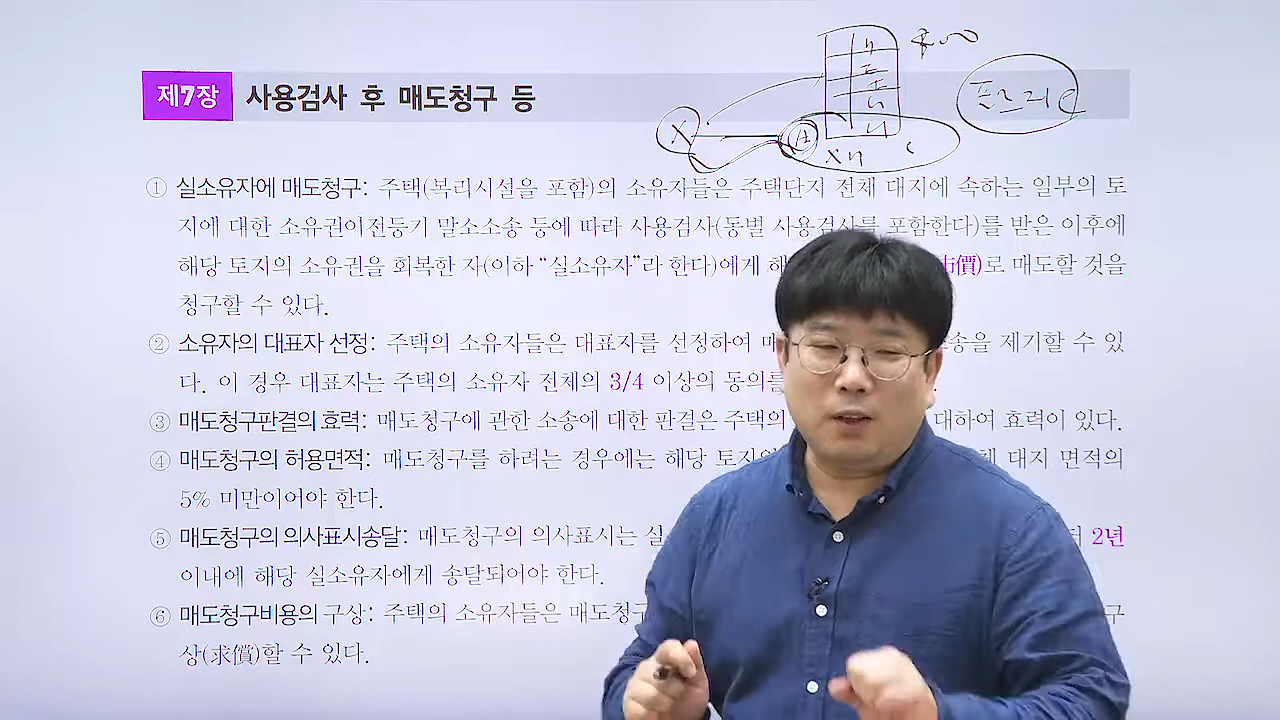 제7장 사용검사 후 매도청구 등
① 실소유자에 매도청구: 주택(복리시설을 포함)의 소유자들은 주택단지 전체 대지에 속하는 일부의 토
지에 대한 소유권이전등기 말소소송 등에 따라 사용검사(동별 사용검사를 포함한다)를 받은 이후에
해당 토지의 소유권을 회복한 자(이하 “실소유자”라 한다)에게 해 價)로 매도할 것을
청구할 수 있다.
② 소유자의 대표자 선정: 주택의 소유자들은 대표자를 선정하여 매 송을 제기할 수 있
다. 이 경우 대표자는 주택의 소유자 전체의 3/4 이상의 동의를
③ 매도청구판결의 효력: 매도청구에 관한 소송에 대한 판결은 주택의 대하여 효력이 있다.
④ 매도청구의 허용면적: 매도청구를 하려는 경우에는 해당 토지의 대지 면적의
5% 미만이어야 한다.
⑤ 매도청구의 의사표시송달: 매도청구의 의사표시는 실 터 2년
이내에 해당 실소유자에게 송달되어야 한다.
⑥ 매도청구비용의 구상: 주택의 소유자들은 매도청구 구
상(求償)할 수 있다.